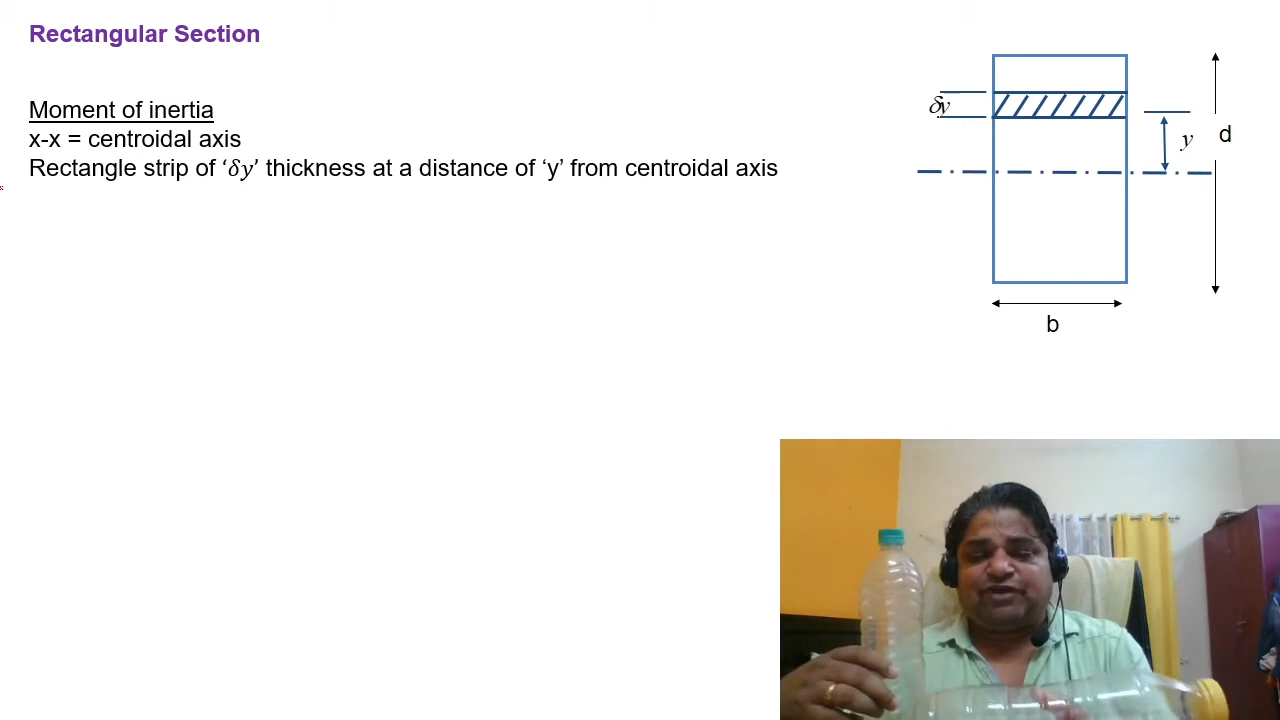 Rectangular Section
Moment of inertia
x-x = centroidal axis
Rectangle strip of ‘δy’ thickness at a distance of ‘y’ from centroidal axis
δy
y
d
b